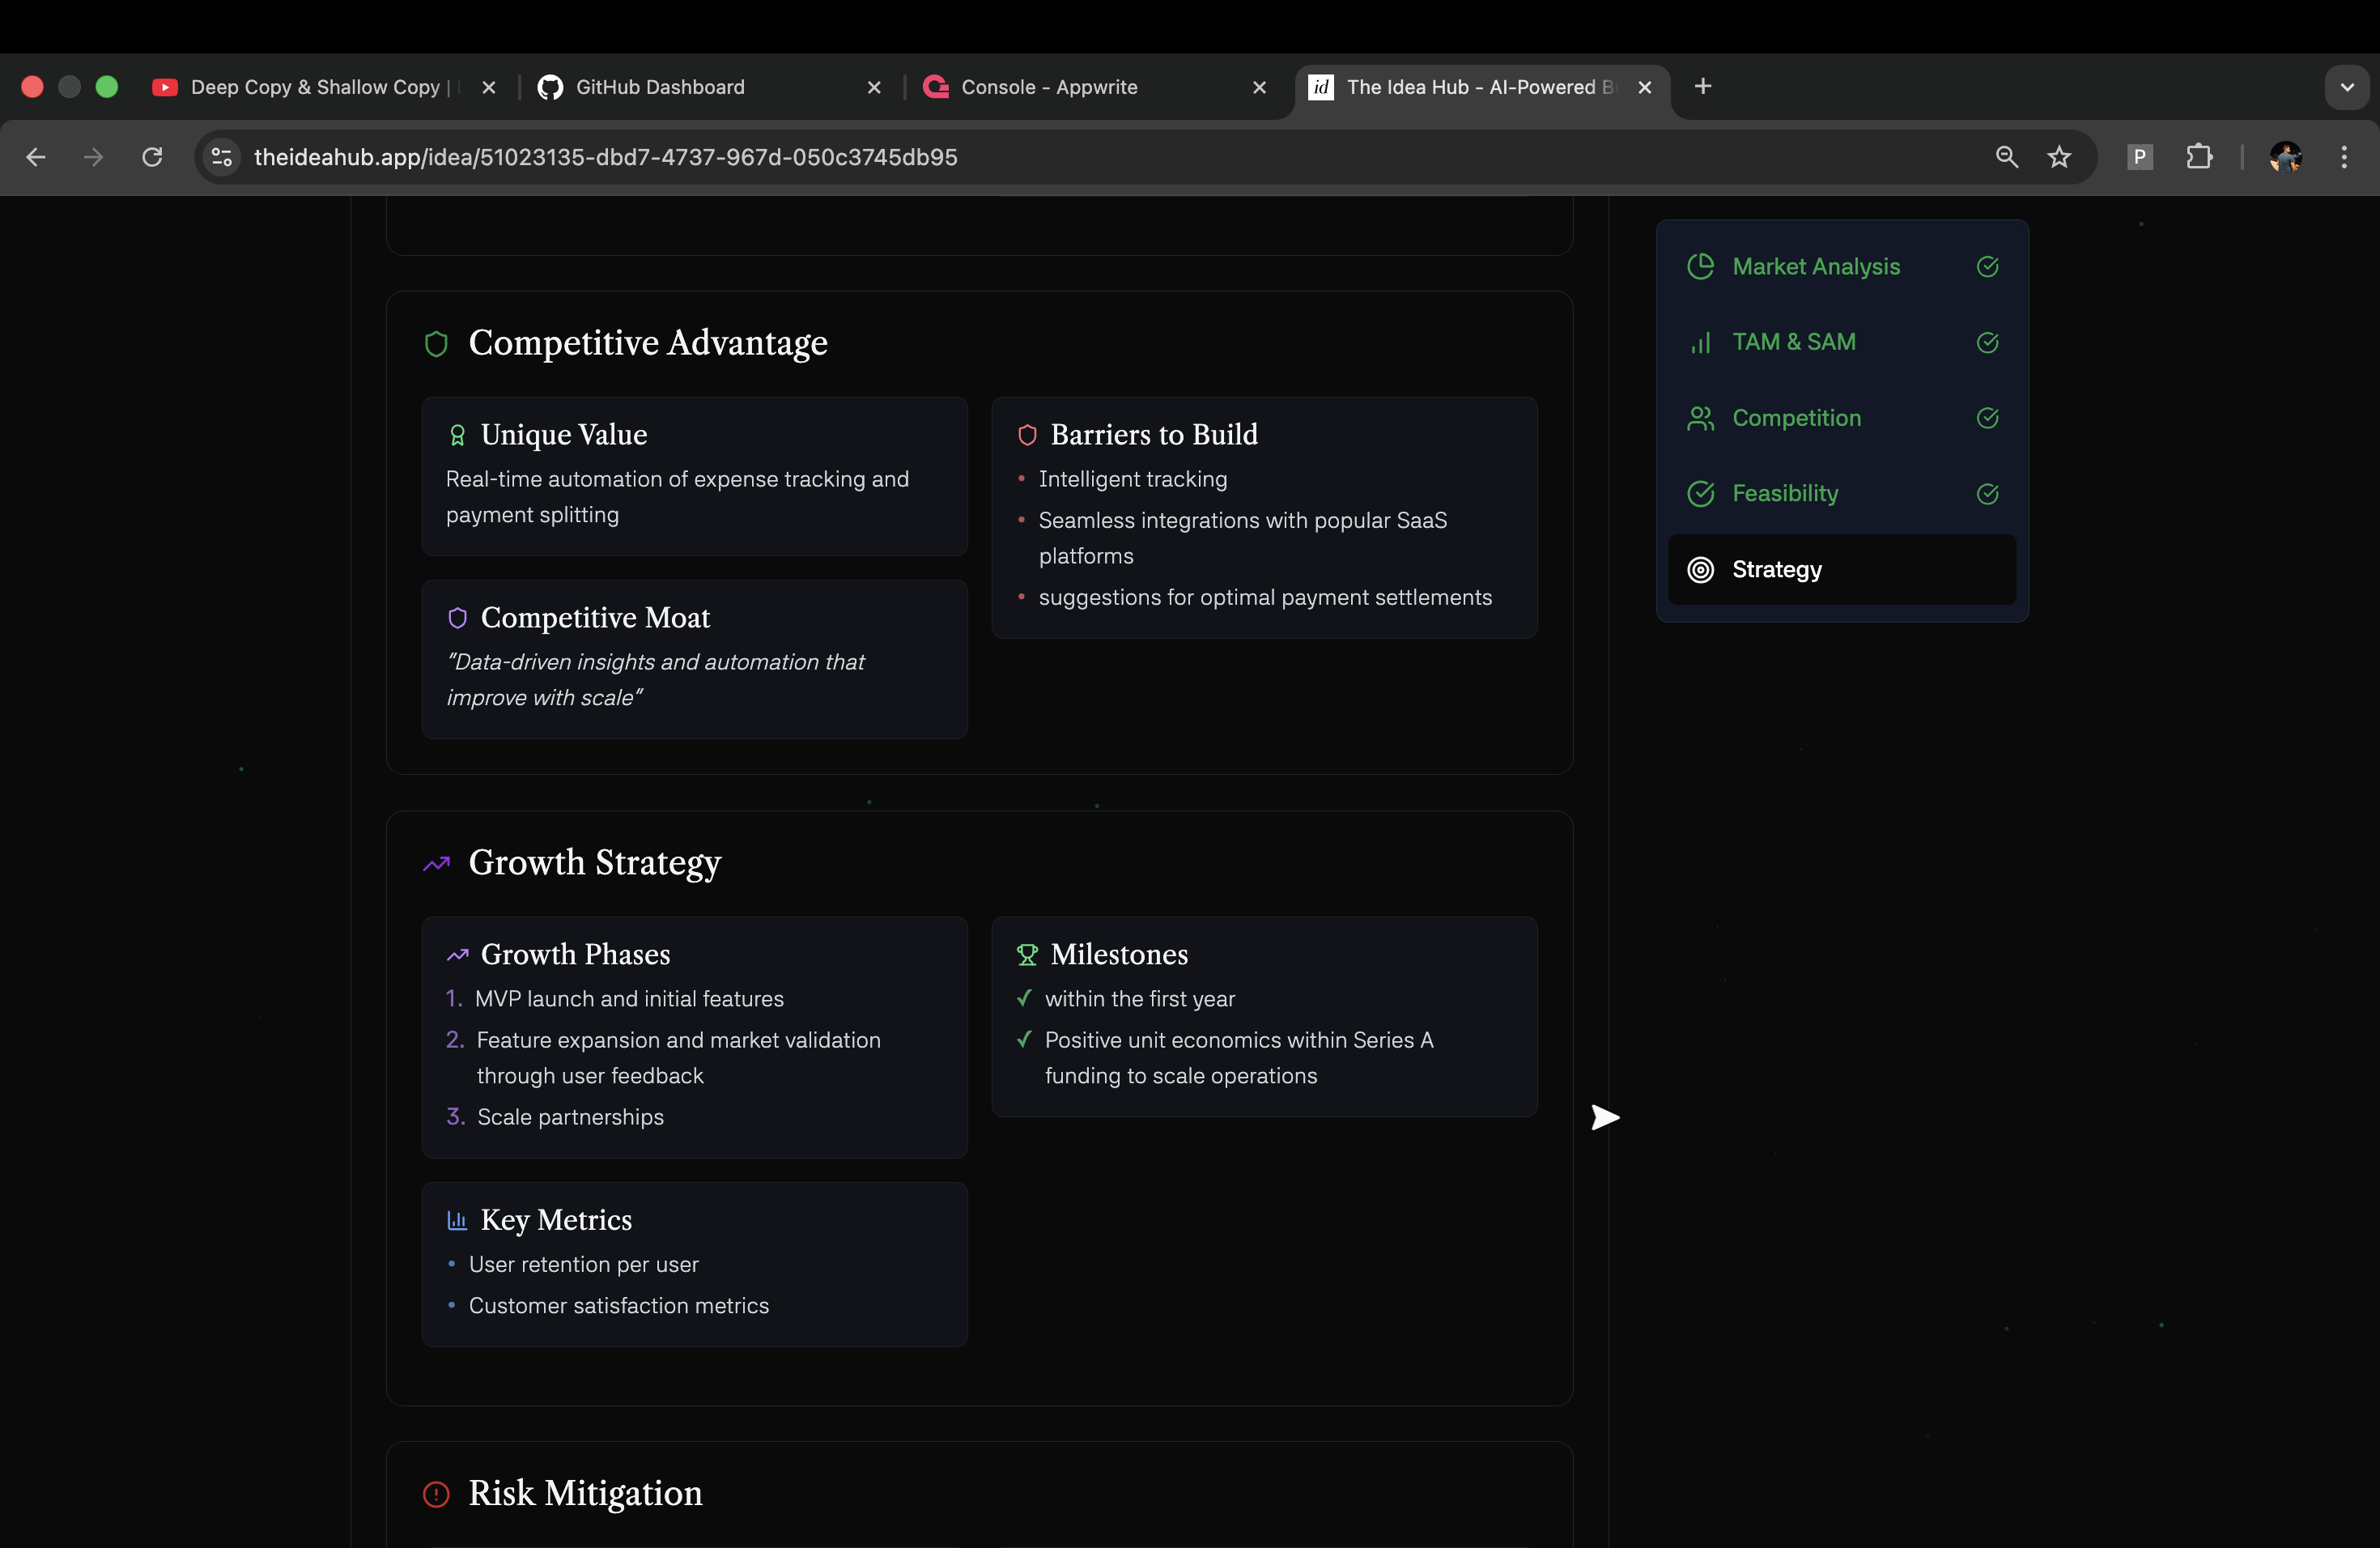 Deep Copy & Shallow Copy |
GitHub Dashboard
Console - Appwrite
id
The Idea Hub - AI-Powered B
theideahub.app/idea/51023135-dbd7-4737-967d-050c3745db95
P
Competitive Advantage
Unique Value
Real-time automation of expense tracking and
payment splitting
Competitive Moat
"Data-driven insights and automation that
improve with scale"
Barriers to Build
• Intelligent tracking
• Seamless integrations with popular SaaS
platforms
• suggestions for optimal payment settlements
Growth Strategy
Growth Phases
1. MVP launch and initial features
2. Feature expansion and market validation
through user feedback
3. Scale partnerships
Milestones
✓ within the first year
✓ Positive unit economics within Series A
funding to scale operations
Key Metrics
• User retention per user
• Customer satisfaction metrics
Risk Mitigation
Market Analysis
TAM & SAM
Competition
Feasibility
Strategy